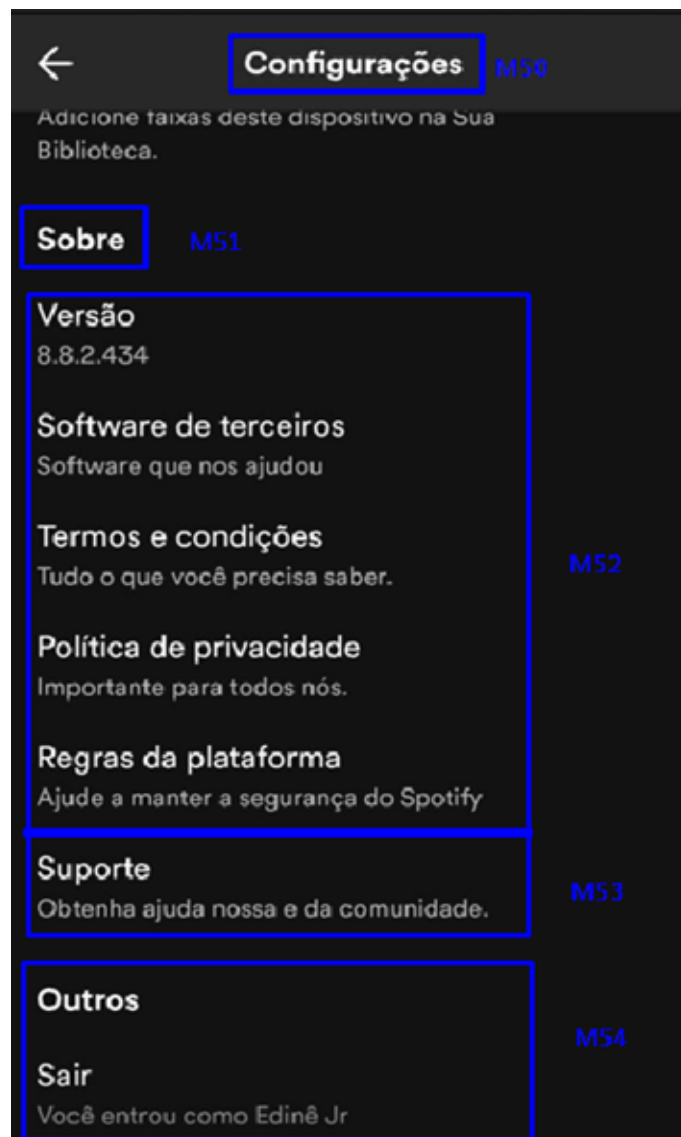 Configurações M50
Adicione faixas deste dispositivo na Sua
Biblioteca.
Sobre M51
Versão
8.8.2.434
Software de terceiros
Software que nos ajudou
Termos e condições
Tudo o que você precisa saber.
M52
Política de privacidade
Importante para todos nós.
Regras da plataforma
Ajude a manter a segurança do Spotify
Suporte
Obtenha ajuda nossa e da comunidade.
M53
Outros
M54
Sair
Você entrou como Edinê Jr